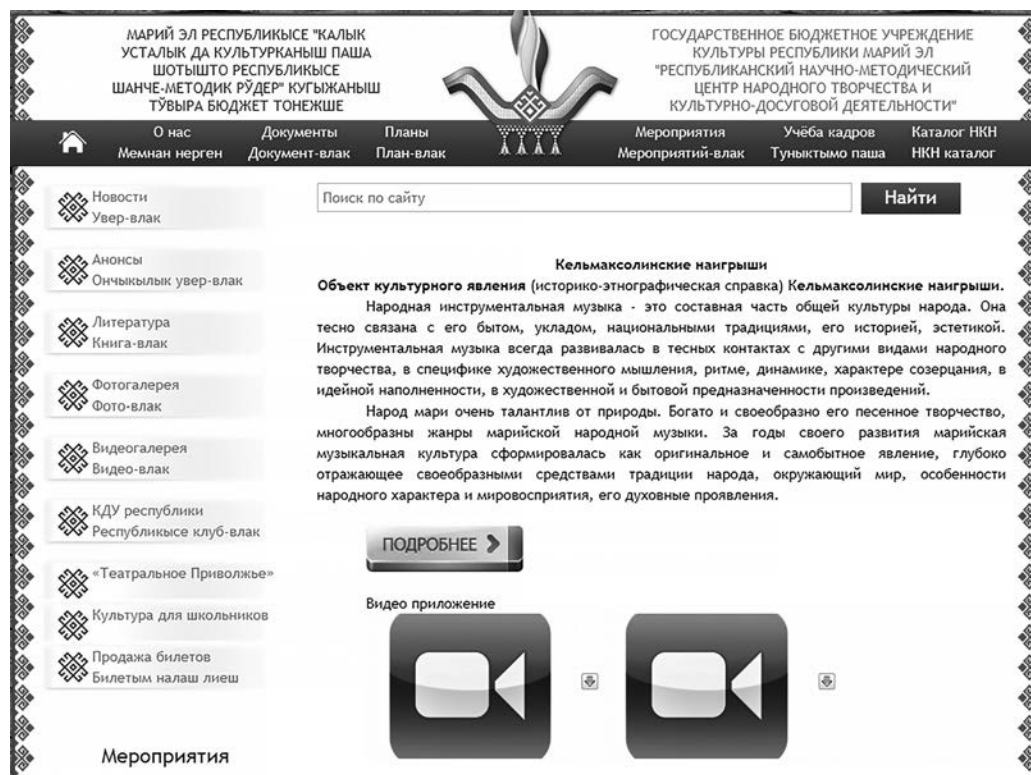 МАРИЙ ЭЛ РЕСПУБЛИКЫСЕ "КАЛЫК
УСТАЛЫК ДА КУЛЬТУРКАНЫШ ПАША
ШОТЫШТО РЕСПУБЛИКЫСЕ
ШАНЧЕ-МЕТОДИК РӰДЕР" КУГЫЖАНЫШ
ТӰВЫРА БЮДЖЕТ ТОНЕЖШЕ
ГОСУДАРСТВЕННОЕ БЮДЖЕТНОЕ УЧРЕЖДЕНИЕ
КУЛЬТУРЫ РЕСПУБЛИКИ МАРИЙ ЭЛ
"РЕСПУБЛИКАНСКИЙ НАУЧНО-МЕТОДИЧЕСКИЙ
ЦЕНТР НАРОДНОГО ТВОРЧЕСТВА И
КУЛЬТУРНО-ДОСУГОВОЙ ДЕЯТЕЛЬНОСТИ"
О нас Документы Планы Мероприятия Учёба кадров Каталог НКН
Мемнан нерген Документ-влак План-влак Мероприятий-влак Туныктымо паша НКН каталог
Новости
Увер-влак
Анонсы
Ончыкылык увер-влак
Литература
Книга-влак
Фотогалерея
Фото-влак
Видеогалерея
Видео-влак
КДУ республики
Республикысе клуб-влак
«Театральное Приволжье»
Культура для школьников
Продажа билетов
Билетым налаш лиеш
Мероприятия
Поиск по сайту Найти
Кельмаксолинские наигрыши
Объект культурного явления (историко-этнографическая справка) Кельмаксолинские наигрыши.
Народная инструментальная музыка - это составная часть общей культуры народа. Она
тесно связана с его бытом, укладом, национальными традициями, его историей, эстетикой.
Инструментальная музыка всегда развивалась в тесных контактах с другими видами народного
творчества, в специфике художественного мышления, ритме, динамике, характере созерцания, в
идейной наполненности, в художественной и бытовой предназначенности произведений.
Народ мари очень талантлив от природы. Богато и своеобразно его песенное творчество,
многообразны жанры марийской народной музыки. За годы своего развития марийская
музыкальная культура сформировалась как оригинальное и самобытное явление, глубоко
отражающее своеобразными средствами традиции народа, окружающий мир, особенности
народного характера и мировосприятия, его духовные проявления.
ПОДРОБНЕЕ
Видео приложение